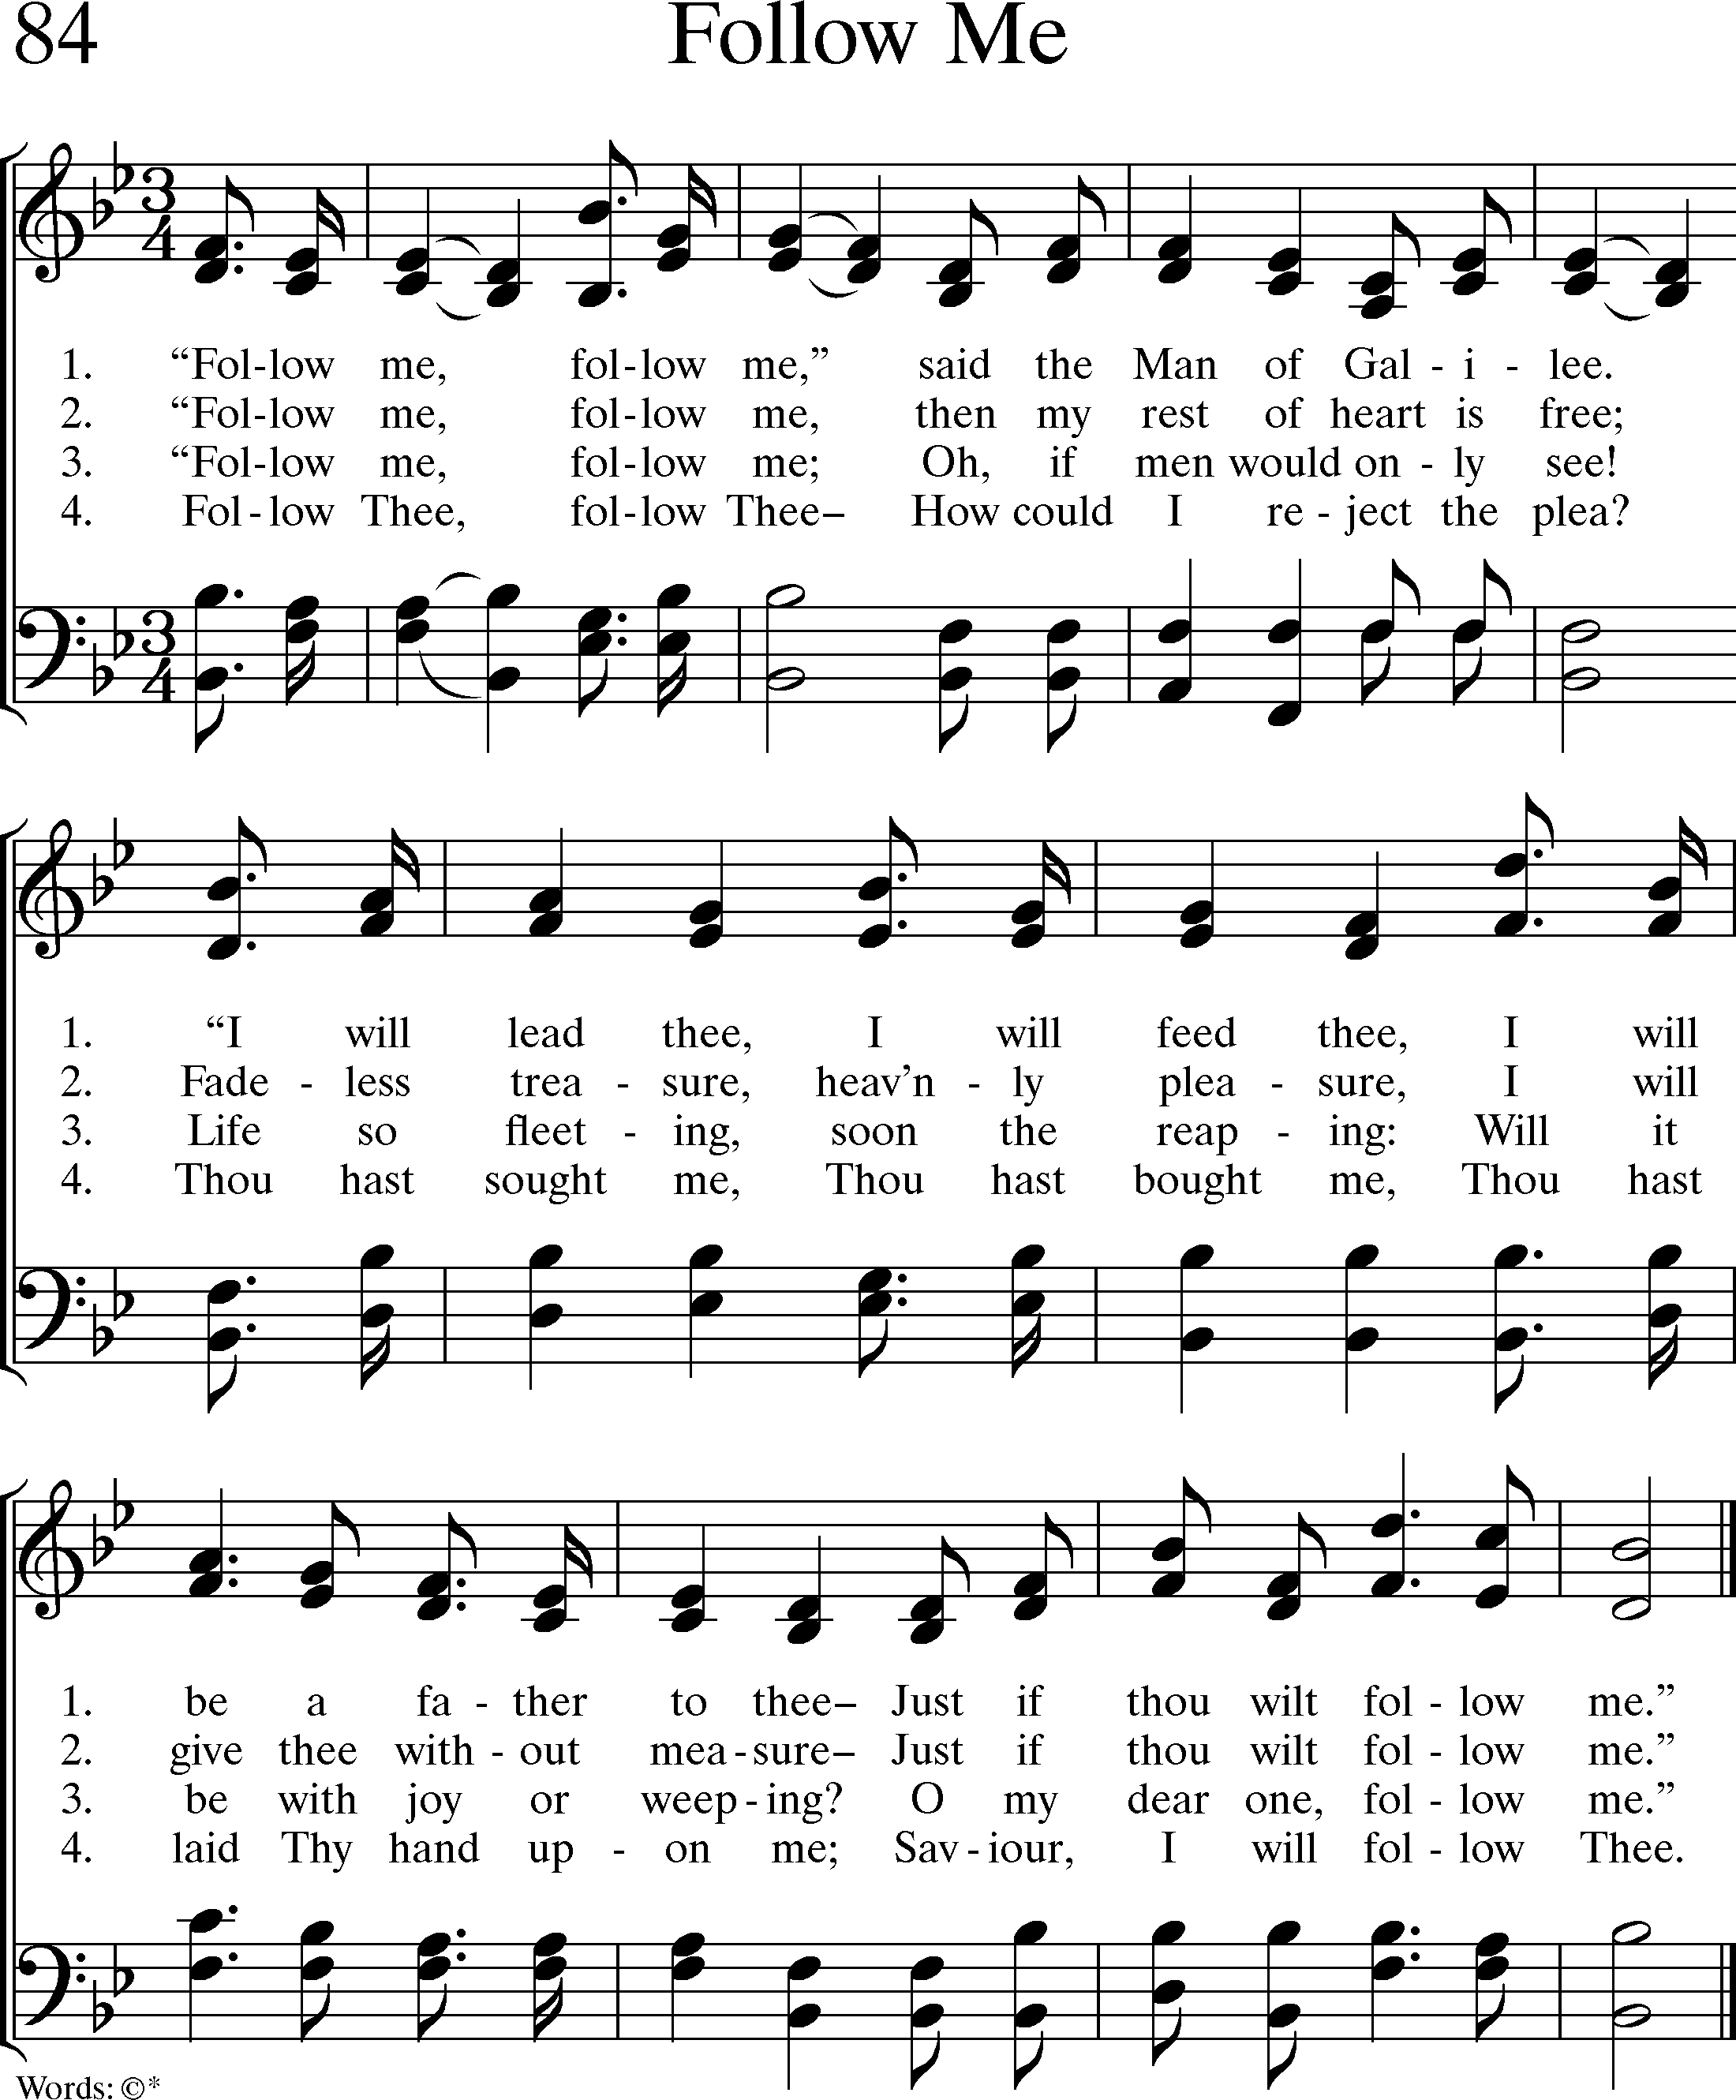 84 Follow Me
1. “Fol-low me, fol-low me,” said the Man of Gal - i - lee.
2. “Fol-low me, fol-low me, then my rest of heart is free;
3. “Fol-low me, fol-low me; Oh, if men would on - ly see!
4. Fol-low Thee, fol-low Thee– How could I re - ject the plea?
1. “I will lead thee, I will feed thee, I will
2. Fade - less trea - sure, heav’n - ly plea - sure, I will
3. Life so fleet - ing, soon the reap - ing: Will it
4. Thou hast sought me, Thou hast bought me, Thou hast
1. be a fa - ther to thee– Just if thou wilt fol - low me.”
2. give thee with - out mea - sure– Just if thou wilt fol - low me.”
3. be with joy or weep - ing? O my dear one, fol - low me.”
4. laid Thy hand up - on me; Sav - iour, I will fol - low Thee.
Words: ©*